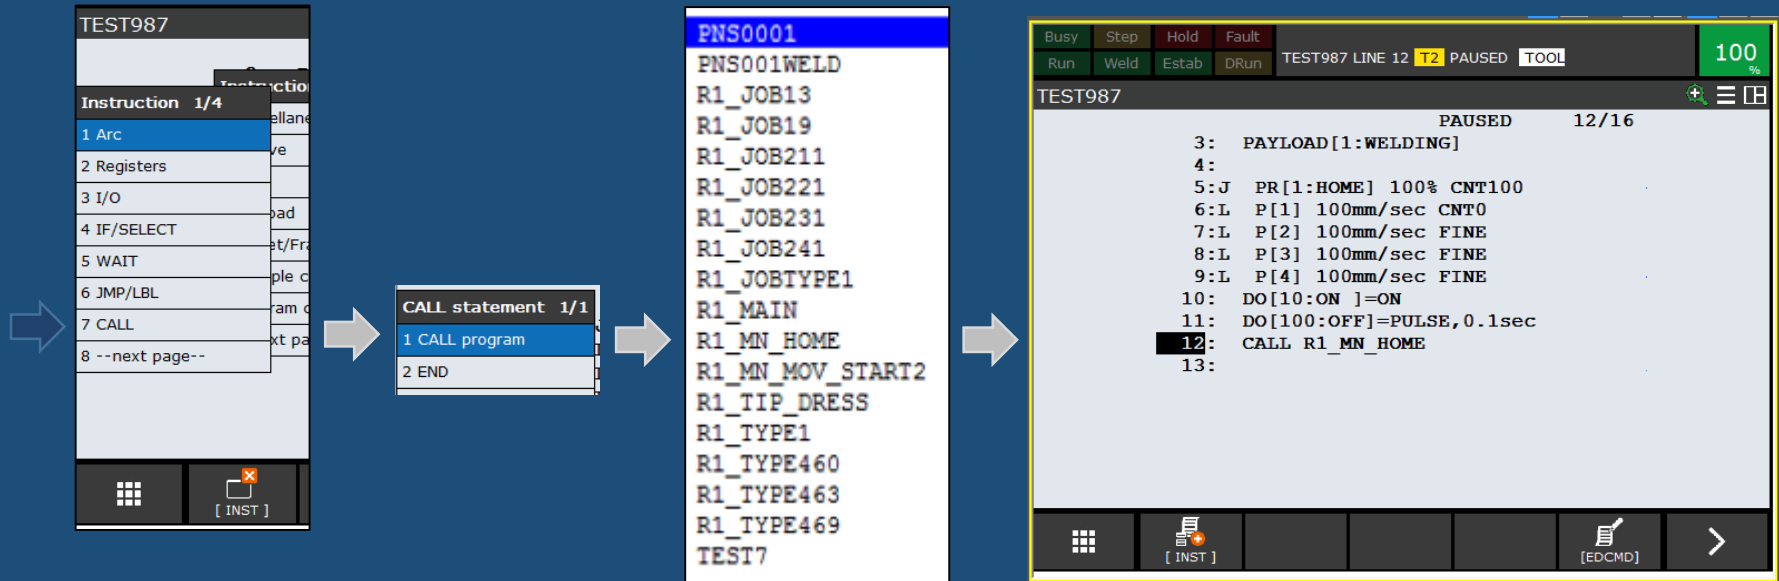 TEST987
Instruction 1/4
1 Arc
2 Registers
3 I/O
4 IF/SELECT
5 WAIT
6 JMP/LBL
7 CALL
8 --next page--
[ INST ]
CALL statement 1/1
1 CALL program
2 END
PNS0001
PNS001WELD
R1_JOB13
R1_JOB19
R1_JOB211
R1_JOB221
R1_JOB231
R1_JOB241
R1_JOBTYPE1
R1_MAIN
R1_MN_HOME
R1_MN_MOV_START2
R1_TIP_DRESS
R1_TYPE1
R1_TYPE460
R1_TYPE463
R1_TYPE469
TEST7
Busy Step Hold Fault
Run Weld Estab DRun
TEST987 LINE 12 T2 PAUSED TOOL
100
%
TEST987
PAUSED 12/16
3: PAYLOAD[1:WELDING]
4:
5:J PR[1:HOME] 100% CNT100
6:L P[1] 100mm/sec CNT0
7:L P[2] 100mm/sec FINE
8:L P[3] 100mm/sec FINE
9:L P[4] 100mm/sec FINE
10: DO[10:ON ]=ON
11: DO[100:OFF]=PULSE,0.1sec
12: CALL R1_MN_HOME
13:
[ INST ]
[EDCMD]